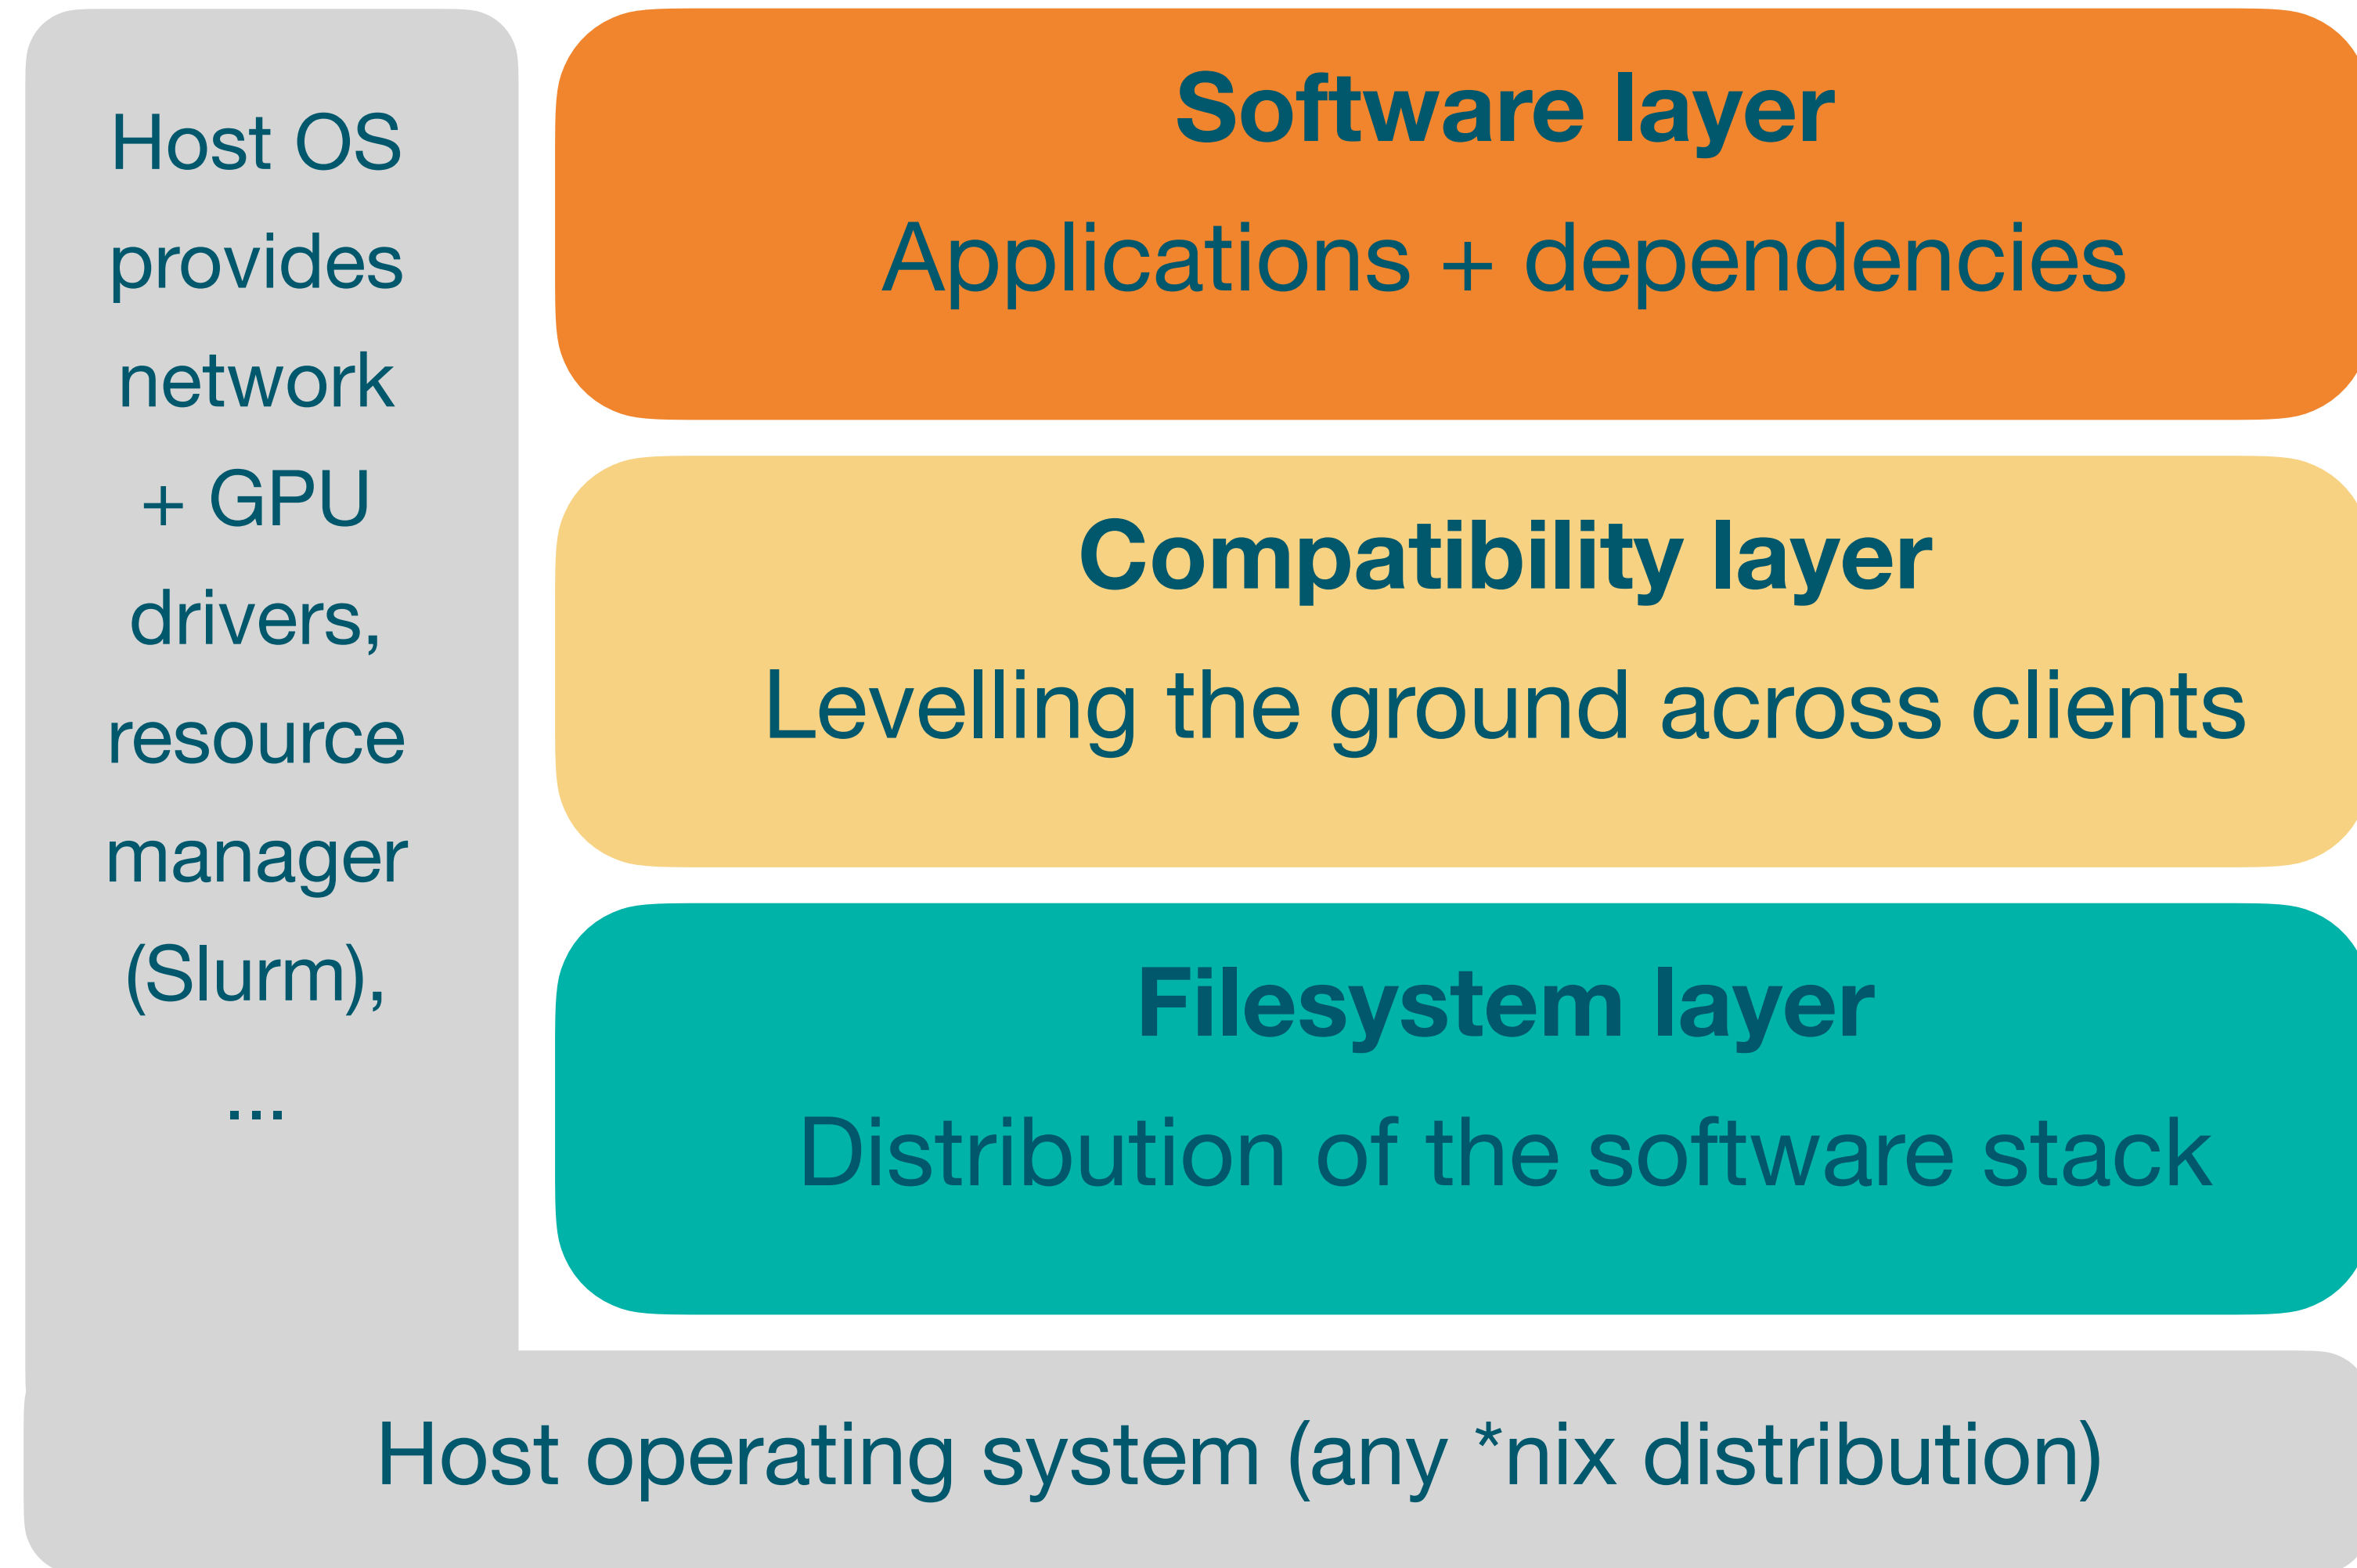 Host OS
provides
network
+ GPU
drivers,
resource
manager
(Slurm),
...
Software layer
Applications + dependencies
Compatibility layer
Levelling the ground across clients
Filesystem layer
Distribution of the software stack
Host operating system (any *nix distribution)